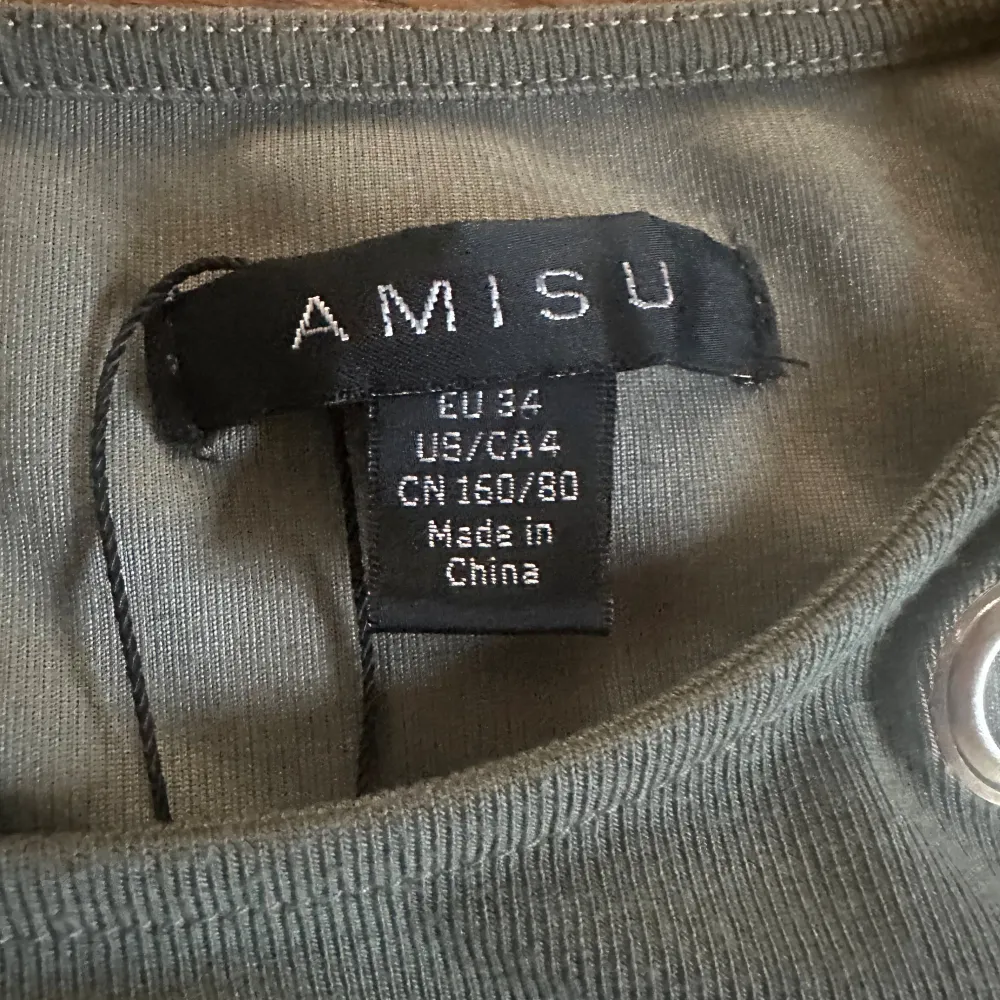 AMISU
EU 34
US/CA 4
CN 160/80
Made in
China